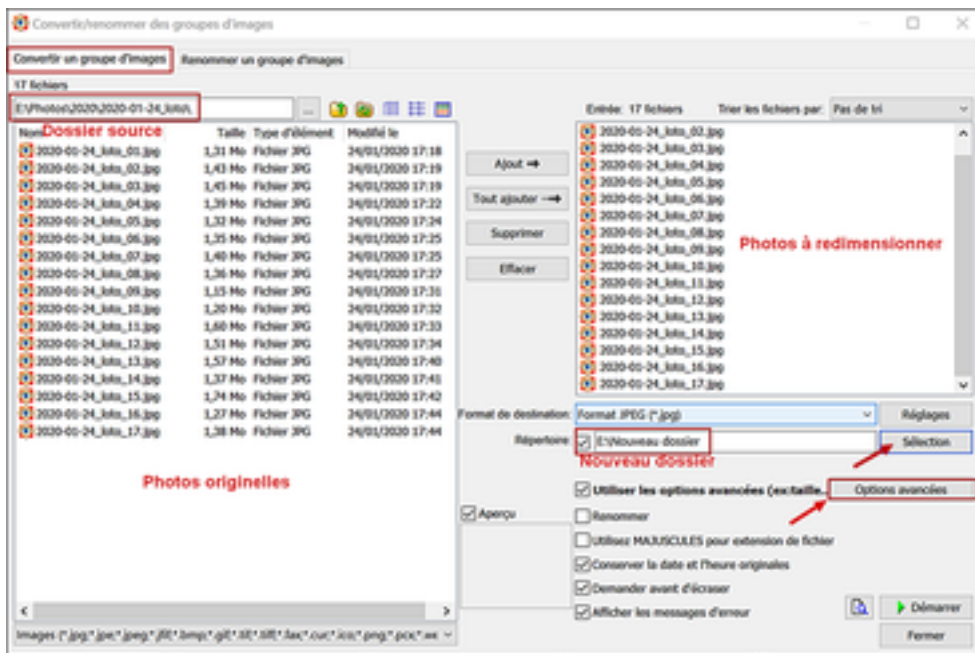 Convertir/renommer des groupes d'images
Convertir un groupe d'images Renommer un groupe d'images
17 fichiers
E:\Photos\2020\2020-01-24_loto\ ... Entrée: 17 fichiers Trier les fichiers par: Pas de tri
Nom Dossier source Taille Type d'élément Modifié le
2020-01-24_loto_01.jpg 1,31 Mo Fichier JPG 24/01/2020 17:18
2020-01-24_loto_02.jpg 1,43 Mo Fichier JPG 24/01/2020 17:19
2020-01-24_loto_03.jpg 1,45 Mo Fichier JPG 24/01/2020 17:19
2020-01-24_loto_04.jpg 1,39 Mo Fichier JPG 24/01/2020 17:22
2020-01-24_loto_05.jpg 1,32 Mo Fichier JPG 24/01/2020 17:24
2020-01-24_loto_06.jpg 1,35 Mo Fichier JPG 24/01/2020 17:25
2020-01-24_loto_07.jpg 1,40 Mo Fichier JPG 24/01/2020 17:25
2020-01-24_loto_08.jpg 1,36 Mo Fichier JPG 24/01/2020 17:27
2020-01-24_loto_09.jpg 1,15 Mo Fichier JPG 24/01/2020 17:31
2020-01-24_loto_10.jpg 1,20 Mo Fichier JPG 24/01/2020 17:32
2020-01-24_loto_11.jpg 1,60 Mo Fichier JPG 24/01/2020 17:33
2020-01-24_loto_12.jpg 1,51 Mo Fichier JPG 24/01/2020 17:34
2020-01-24_loto_13.jpg 1,57 Mo Fichier JPG 24/01/2020 17:40
2020-01-24_loto_14.jpg 1,37 Mo Fichier JPG 24/01/2020 17:41
2020-01-24_loto_15.jpg 1,74 Mo Fichier JPG 24/01/2020 17:42
2020-01-24_loto_16.jpg 1,27 Mo Fichier JPG 24/01/2020 17:44
2020-01-24_loto_17.jpg 1,38 Mo Fichier JPG 24/01/2020 17:44
Photos originelles
Images (*.jpg;*.jpe;*.jpeg;*.jfif;*.bmp;*.gif;*.tif;*.tiff;*.fax;*.cur;*.ico;*.png;*.pcx;
Ajout
Tout ajouter
Supprimer
Effacer
2020-01-24_loto_02.jpg
2020-01-24_loto_03.jpg
2020-01-24_loto_04.jpg
2020-01-24_loto_05.jpg
2020-01-24_loto_06.jpg
2020-01-24_loto_07.jpg
2020-01-24_loto_08.jpg
2020-01-24_loto_09.jpg
2020-01-24_loto_10.jpg
2020-01-24_loto_11.jpg
2020-01-24_loto_12.jpg
2020-01-24_loto_13.jpg
2020-01-24_loto_14.jpg
2020-01-24_loto_15.jpg
2020-01-24_loto_16.jpg
2020-01-24_loto_17.jpg
Photos à redimensionner
Format de destination: Format JPEG (*.jpg) Réglages
Répertoire: E:\Nouveau dossier Sélection
Nouveau dossier
Utiliser les options avancées (ex:taille... Options avancées
Aperçu
Renommer
Utilisez MAJUSCULES pour extension de fichier
Conserver la date et l'heure originales
Demander avant d'écraser
Afficher les messages d'erreur
Démarrer
Fermer